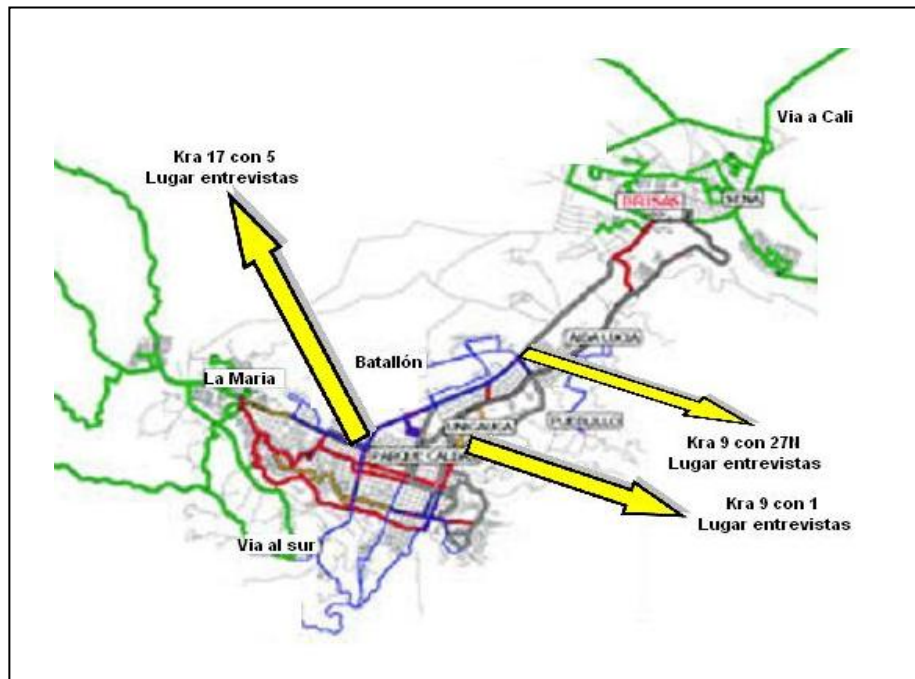 Via a Cali
Kra 17 con 5
Lugar entrevistas
BRISAS
SENA
AIDA LUCIA
Batallón
La Maria
UNICAUCA
PUEBLILLO
PARQUE CALDAS
Kra 9 con 27N
Lugar entrevistas
Kra 9 con 1
Lugar entrevistas
Via al sur